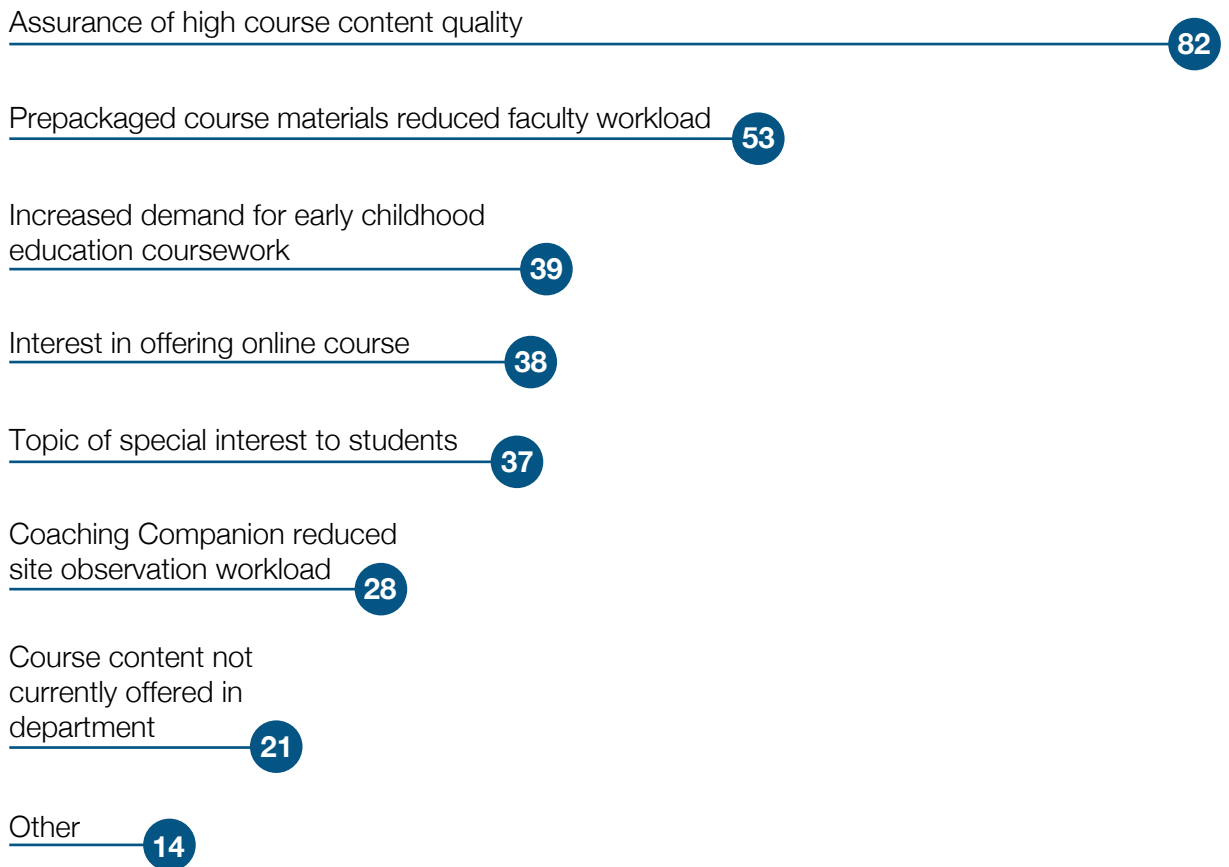 Assurance of high course content quality
82
Prepackaged course materials reduced faculty workload
53
Increased demand for early childhood
education coursework
39
Interest in offering online course
38
Topic of special interest to students
37
Coaching Companion reduced
site observation workload
28
Course content not
currently offered in
department
21
Other
14